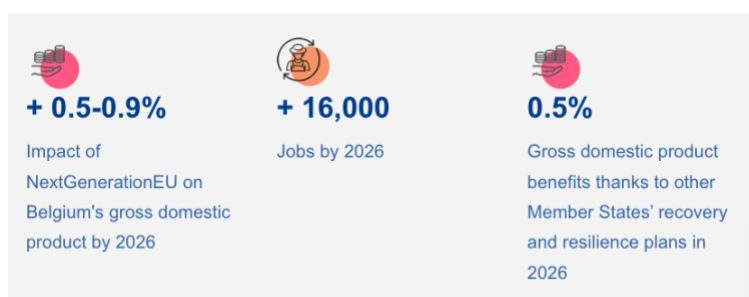 + 0.5-0.9%
Impact of
NextGenerationEU on
Belgium's gross domestic
product by 2026
+ 16,000
Jobs by 2026
0.5%
Gross domestic product
benefits thanks to other
Member States’ recovery
and resilience plans in
2026